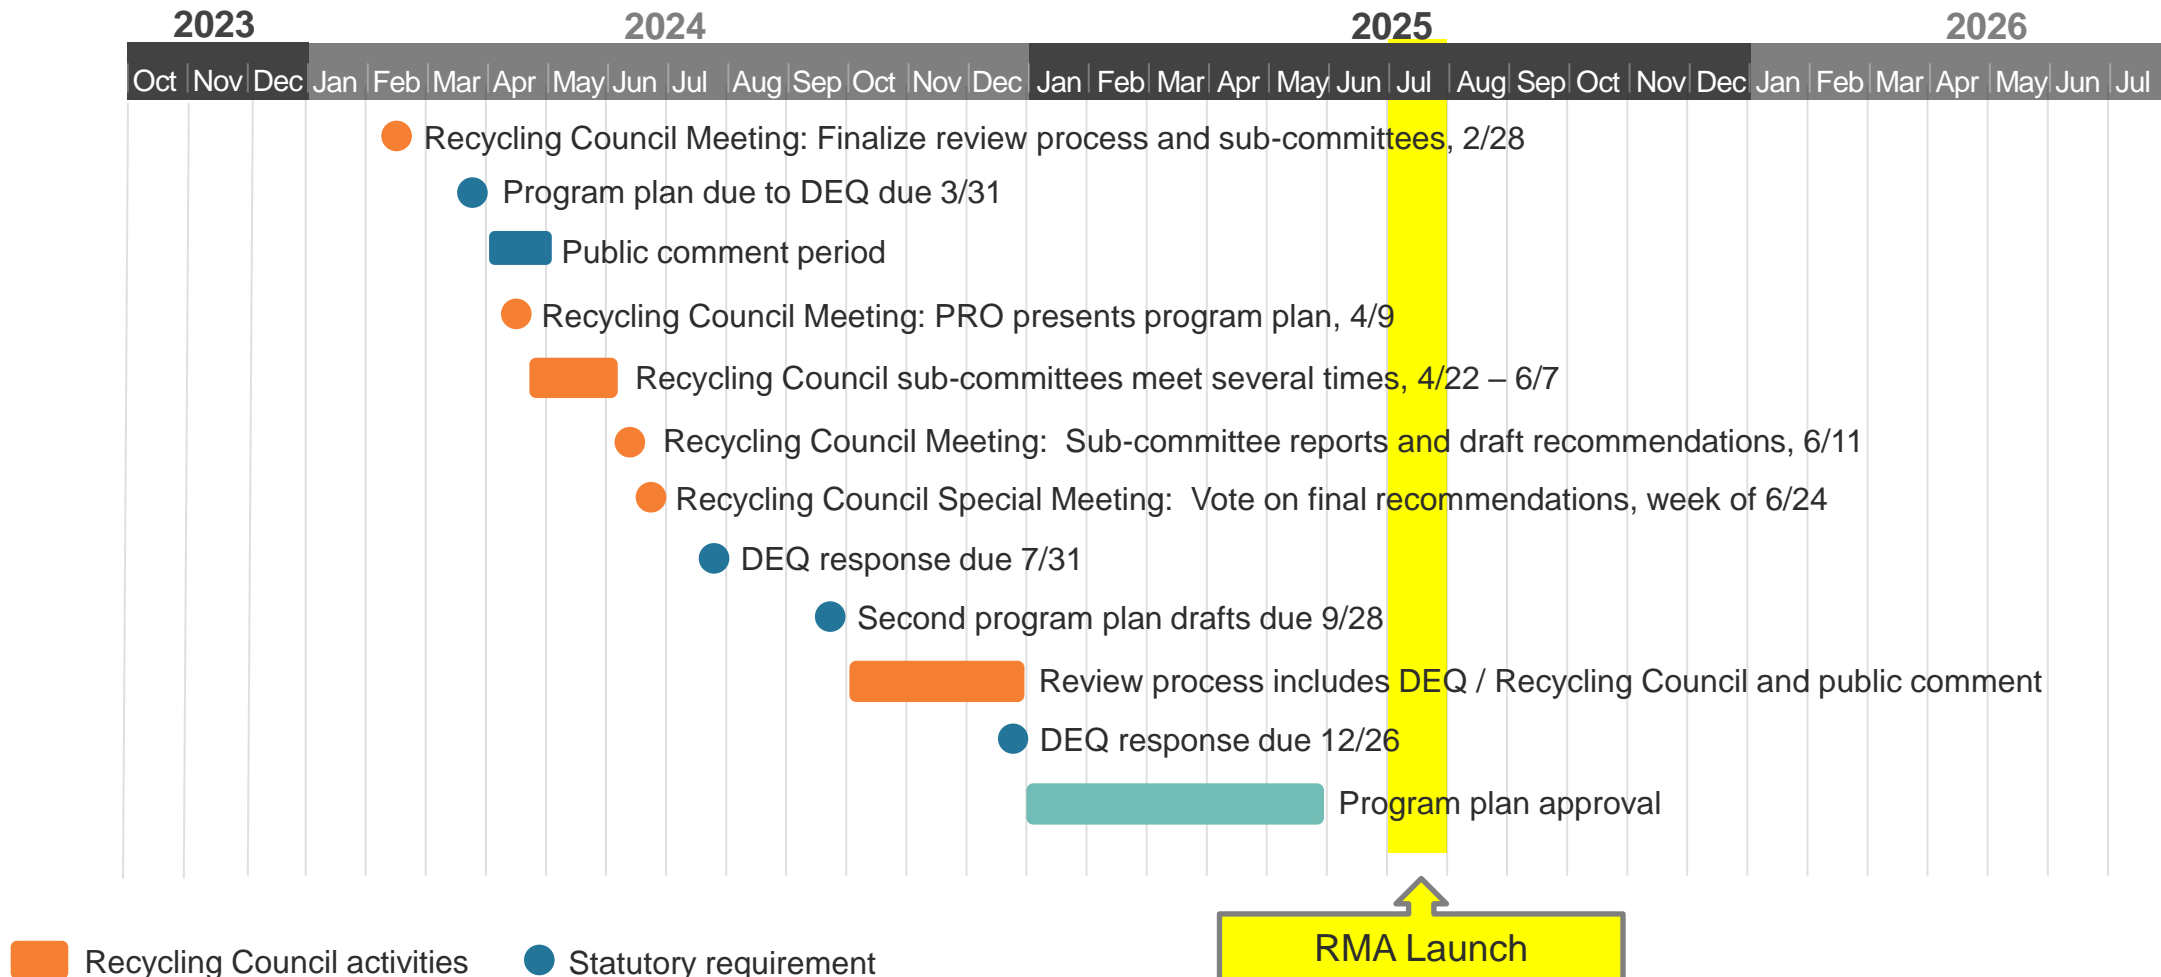 2023 2024 2025 2026
Oct Nov Dec Jan Feb Mar Apr May Jun Jul Aug Sep Oct Nov Dec Jan Feb Mar Apr May Jun Jul Aug Sep Oct Nov Dec Jan Feb Mar Apr May Jun Jul
Recycling Council Meeting: Finalize review process and sub-committees, 2/28
Program plan due to DEQ due 3/31
Public comment period
Recycling Council Meeting: PRO presents program plan, 4/9
Recycling Council sub-committees meet several times, 4/22 – 6/7
Recycling Council Meeting:  Sub-committee reports and draft recommendations, 6/11
Recycling Council Special Meeting:  Vote on final recommendations, week of 6/24
DEQ response due 7/31
Second program plan drafts due 9/28
Review process includes DEQ / Recycling Council and public comment
DEQ response due 12/26
Program plan approval
RMA Launch
Recycling Council activities
Statutory requirement